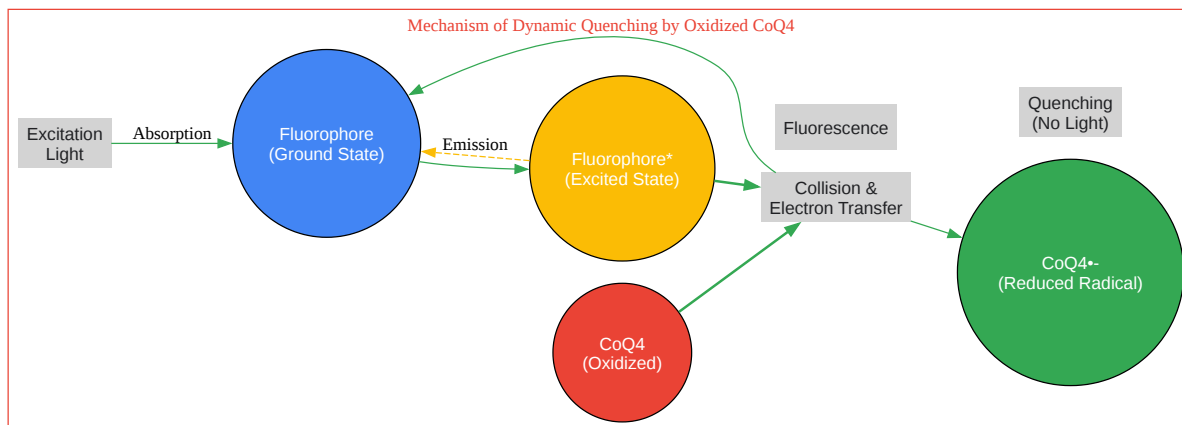 Mechanism of Dynamic Quenching by Oxidized CoQ4
Excitation
Light
Absorption
Fluorophore
(Ground State)
Emission
Fluorophore*
(Excited State)
Fluorescence
Quenching
(No Light)
Collision &
Electron Transfer
CoQ4•-
(Reduced Radical)
CoQ4
(Oxidized)